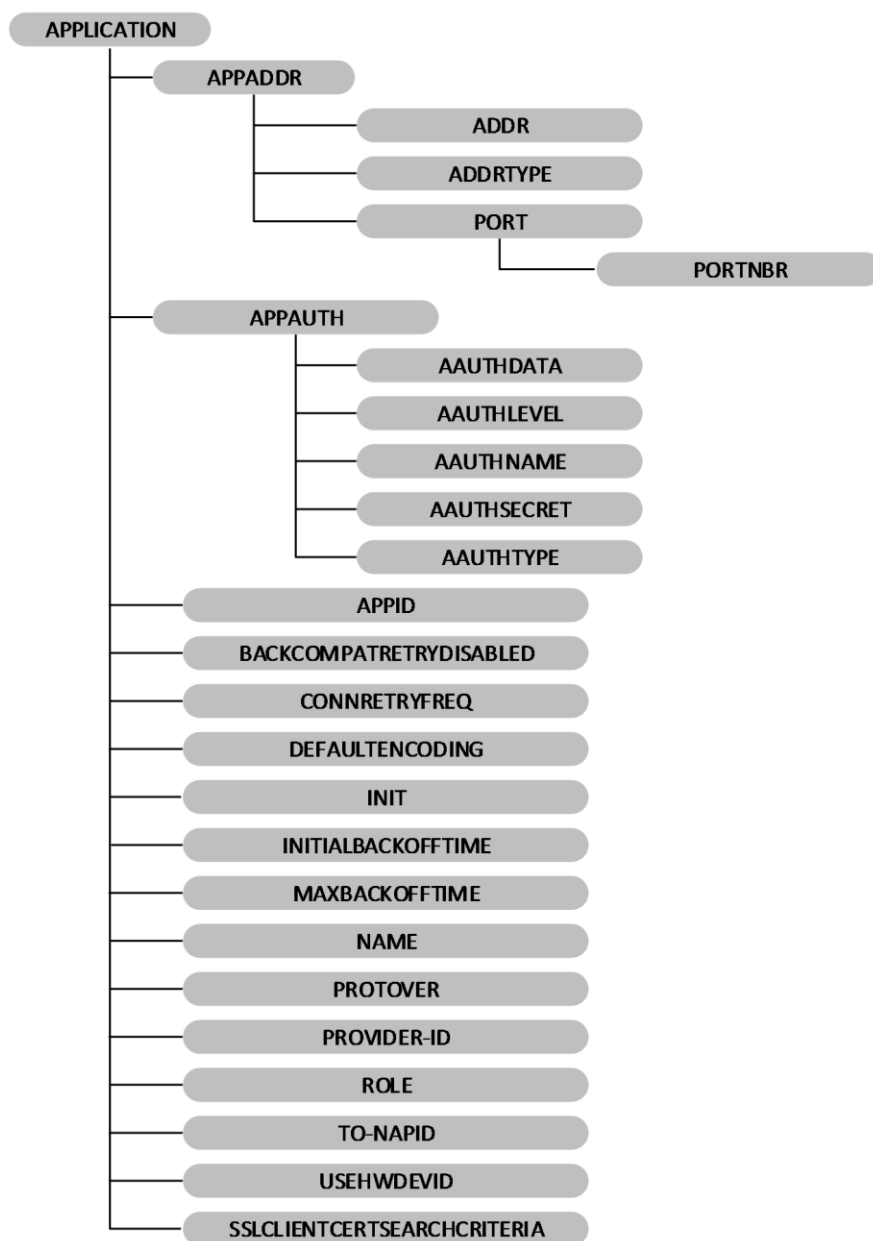 APPLICATION
APPADDR
ADDR
ADDRTYPE
PORT
PORTNBR
APPAUTH
AAUTHDATA
AAUTHLEVEL
AAUTHNAME
AAUTHSECRET
AAUTHTYPE
APPID
BACKCOMPATRETRYDISABLED
CONNRETRYFREQ
DEFAULTENCODING
INIT
INITIALBACKOFFTIME
MAXBACKOFFTIME
NAME
PROTOVER
PROVIDER-ID
ROLE
TO-NAPID
USEHWDEVID
SSLCLIENTCERTSEARCHCRITERIA